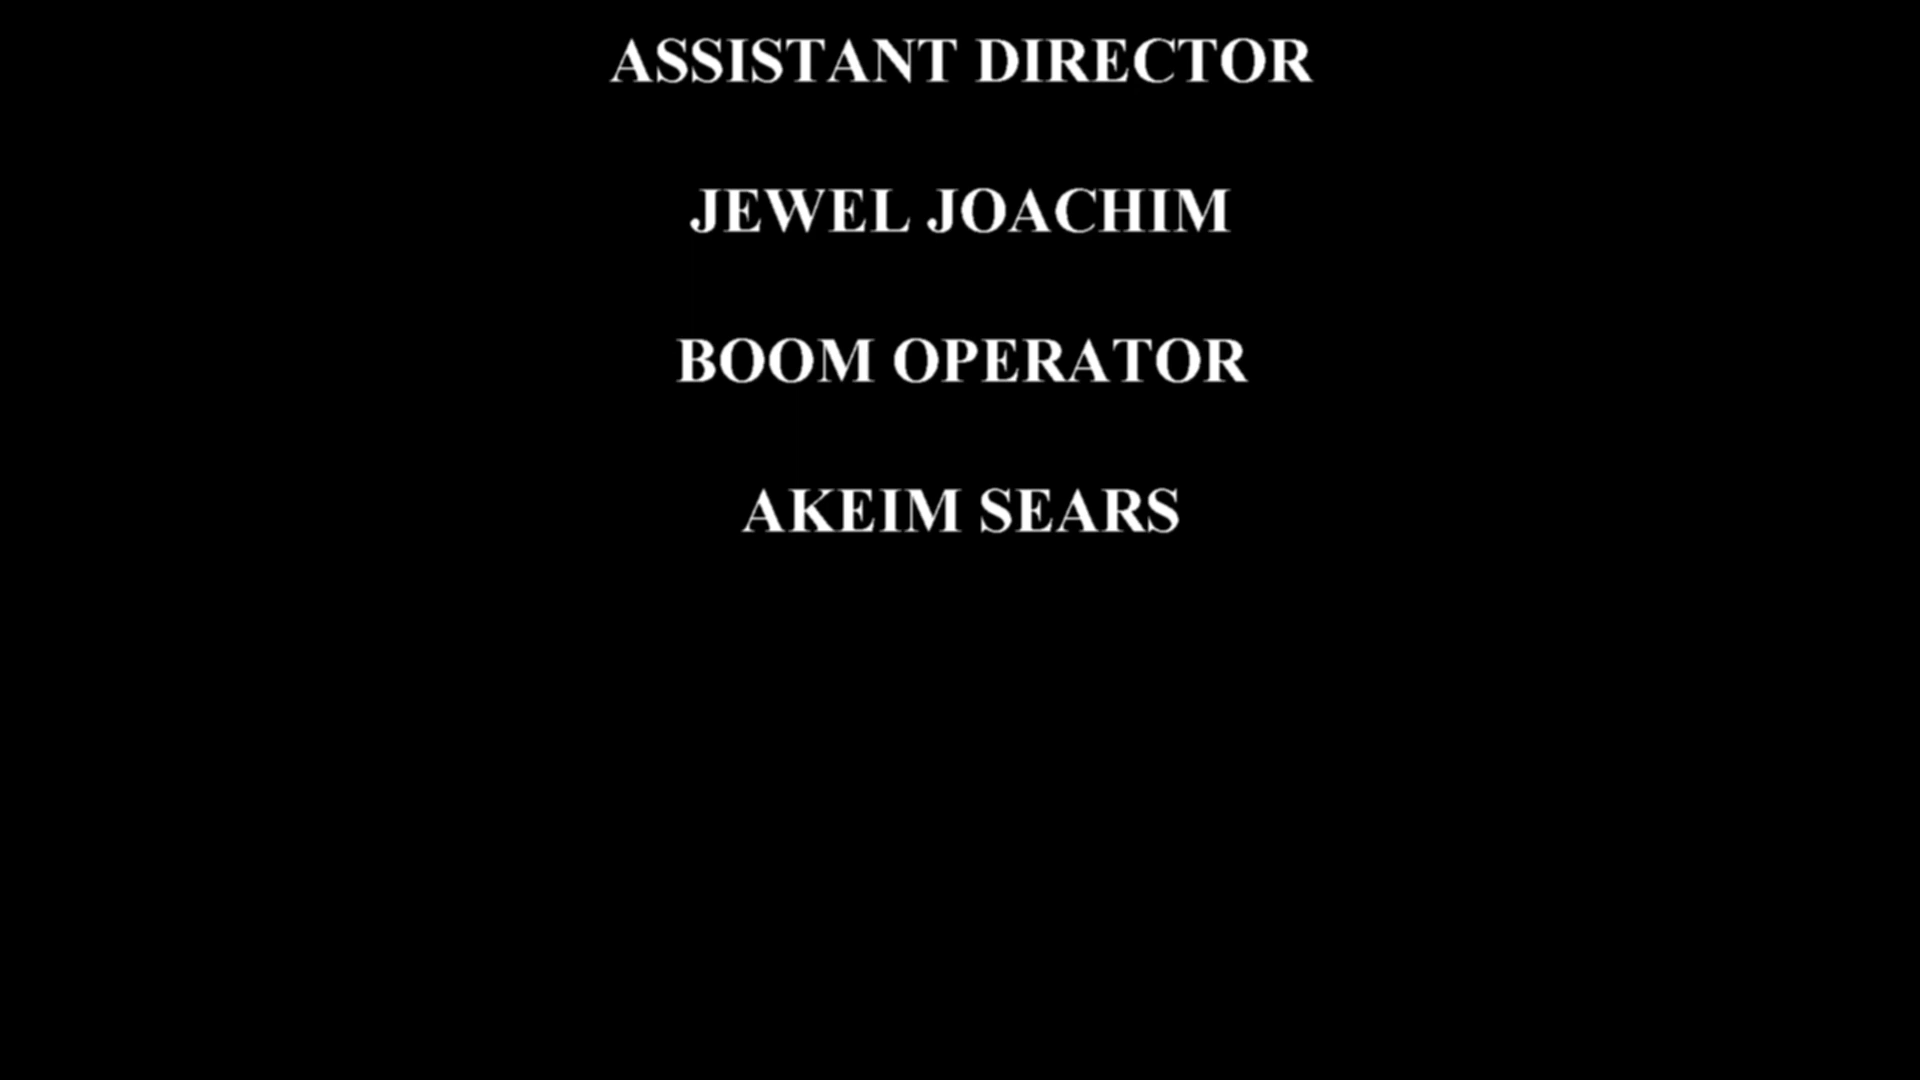 ASSISTANT DIRECTOR
JEWEL JOACHIM
BOOM OPERATOR
AKEIM SEARS